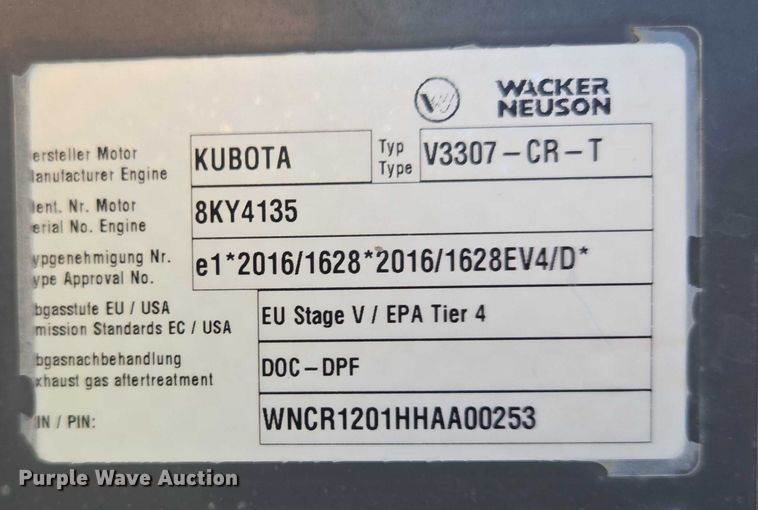 WACKER
NEUSON
ersteller Motor
anufacturer Engine
KUBOTA
Typ
Type
V3307-CR-T
dent. Nr. Motor
erial No. Engine
8KY4135
ypgenehmigung Nr.
ype Approval No.
e1*2016/1628*2016/1628EV4/D*
bgasstufe EU / USA
mission Standards EC / USA
EU Stage V / EPA Tier 4
bgasnachbehandlung
xhaust gas aftertreatment
DOC-DPF
IN / PIN:
WNCR1201HHAA00253
Purple Wave Auction